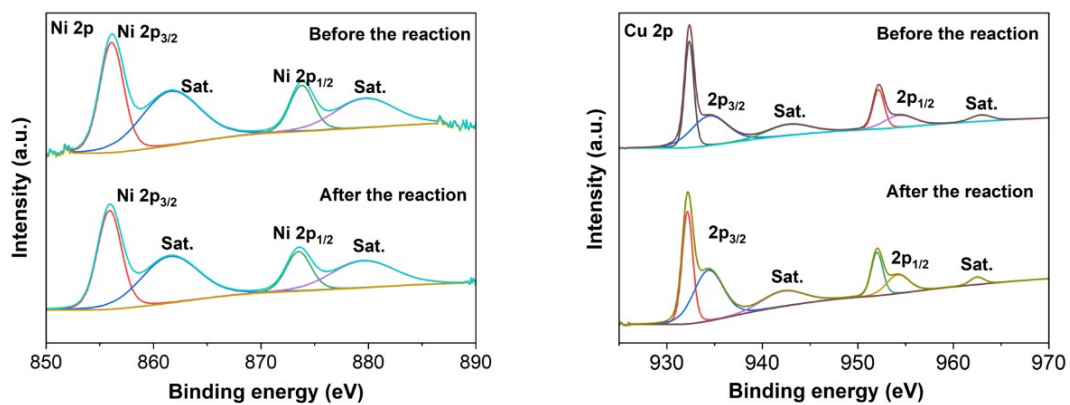 Ni 2p Ni 2p3/2
Before the reaction
Sat.
Ni 2p1/2
Sat.
Ni 2p3/2
After the reaction
Sat.
Ni 2p1/2
Sat.
Intensity (a.u.)
850 860 870 880 890
Binding energy (eV)
Cu 2p
Before the reaction
2p3/2
Sat.
2p1/2
Sat.
After the reaction
2p3/2
Sat.
2p1/2
Sat.
Intensity (a.u.)
930 940 950 960 970
Binding energy (eV)